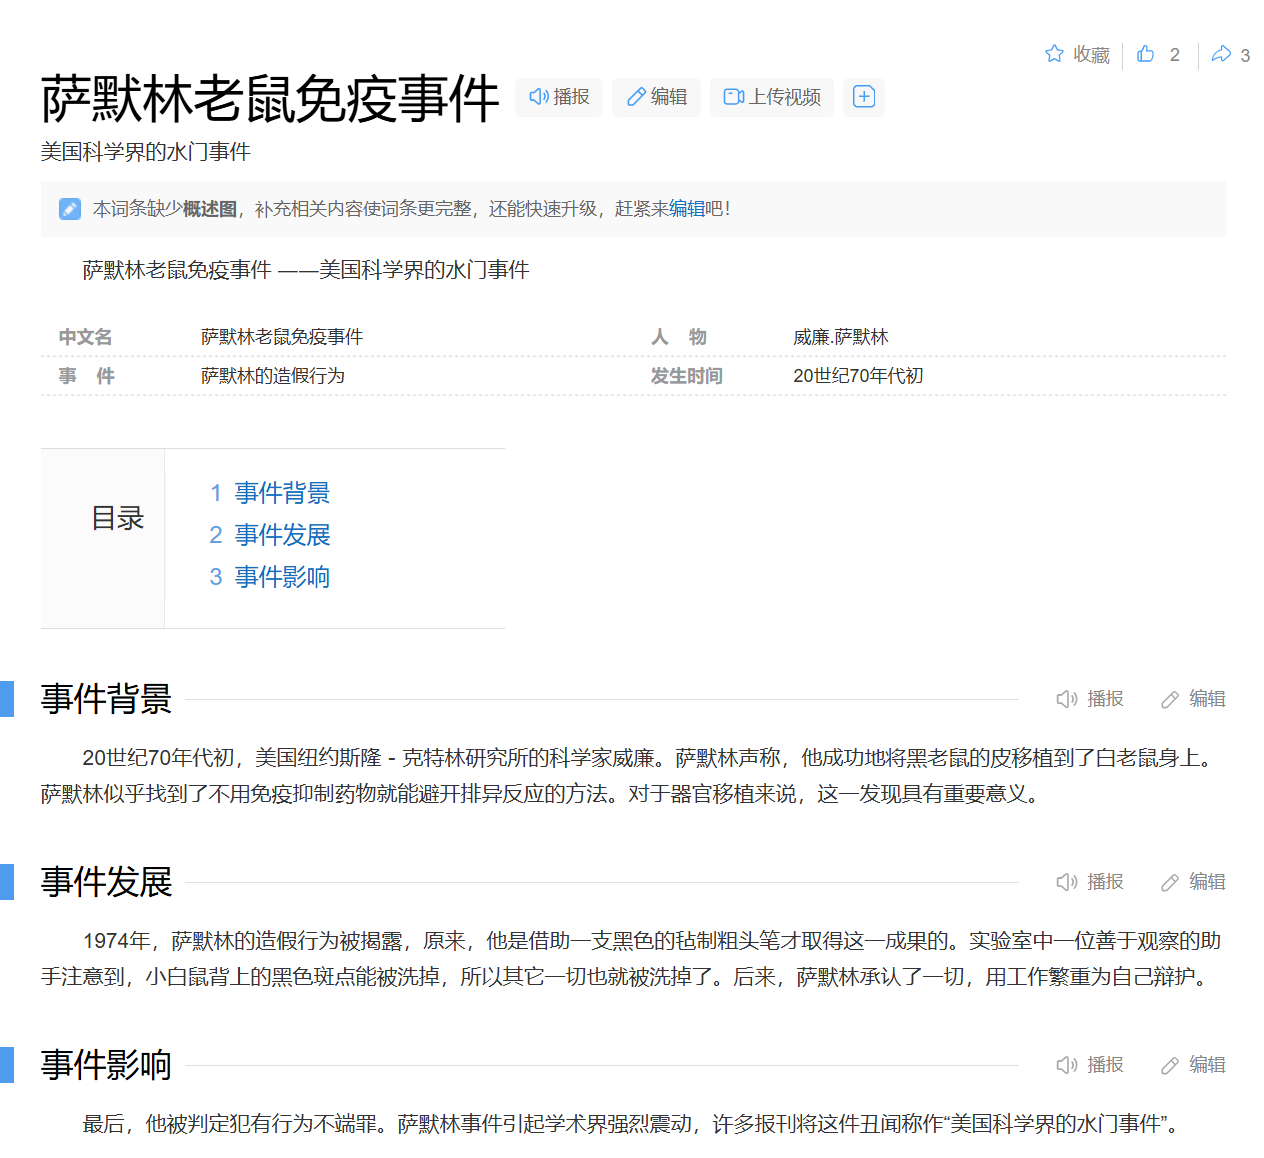 收藏 2 3
萨默林老鼠免疫事件 播报 编辑 上传视频
美国科学界的水门事件
本词条缺少概述图，补充相关内容使词条更完整，还能快速升级，赶紧来编辑吧！
萨默林老鼠免疫事件 ——美国科学界的水门事件
中文名 萨默林老鼠免疫事件 人 物 威廉.萨默林
事 件 萨默林的造假行为 发生时间 20世纪70年代初
目录
1 事件背景
2 事件发展
3 事件影响
事件背景 播报 编辑
20世纪70年代初，美国纽约斯隆 - 克特林研究所的科学家威廉。萨默林声称，他成功地将黑老鼠的皮移植到了白老鼠身上。
萨默林似乎找到了不用免疫抑制药物就能避开排异反应的方法。对于器官移植来说，这一发现具有重要意义。
事件发展 播报 编辑
1974年，萨默林的造假行为被揭露，原来，他是借助一支黑色的毡制粗头笔才取得这一成果的。实验室中一位善于观察的助
手注意到，小白鼠背上的黑色斑点能被洗掉，所以其它一切也就被洗掉了。后来，萨默林承认了一切，用工作繁重为自己辩护。
事件影响 播报 编辑
最后，他被判定犯有行为不端罪。萨默林事件引起学术界强烈震动，许多报刊将这件丑闻称作“美国科学界的水门事件”。